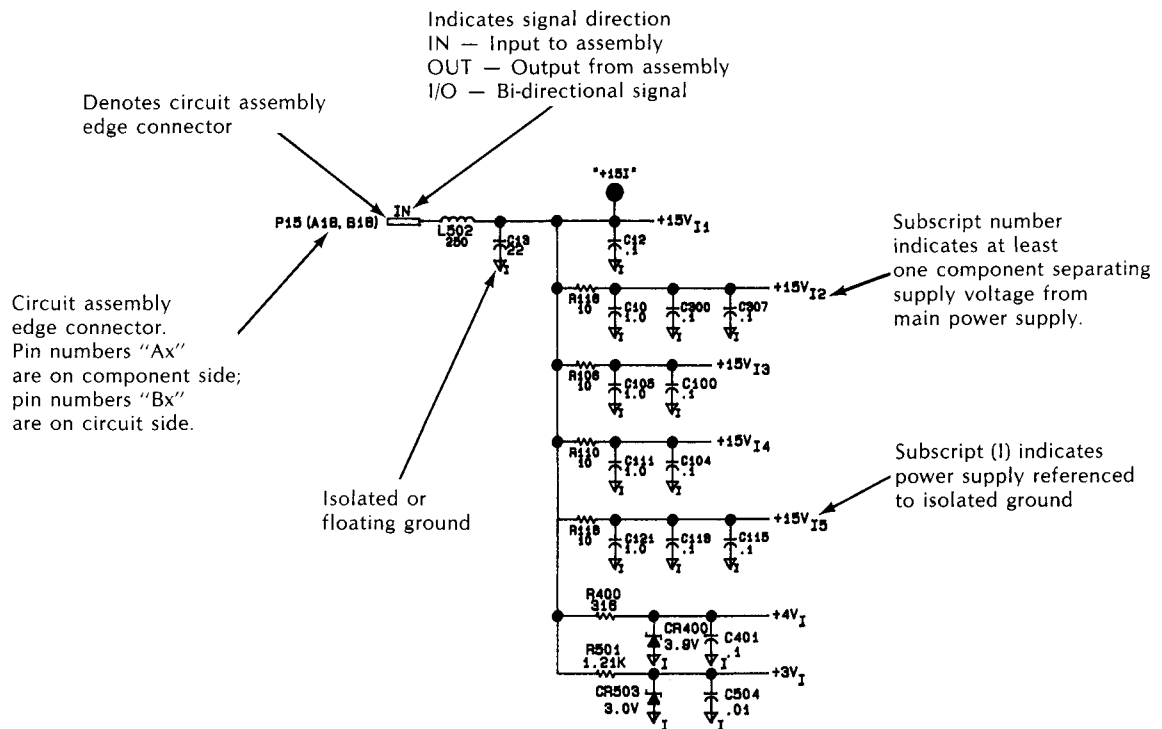 Indicates signal direction
IN — Input to assembly
OUT — Output from assembly
I/O — Bi-directional signal
Denotes circuit assembly
edge connector
"+15I"
P15 (A18, B18)
IN
L502
250
C13
22
I
C12
.1
I
+15V I1
Subscript number
indicates at least
one component separating
supply voltage from
main power supply.
R116
10
C10
1.0
I
C300
.1
I
C307
.1
I
+15V I2
Circuit assembly
edge connector.
Pin numbers "Ax"
are on component side;
pin numbers "Bx"
are on circuit side.
R106
10
C105
1.0
I
C100
.1
I
+15V I3
R110
10
C111
1.0
I
C104
.1
I
+15V I4
Isolated or
floating ground
Subscript (I) indicates
power supply referenced
to isolated ground
10
C121
1.0
I
.1
I
C115
.1
I
+15V I5
R400
316
CR400
3.9V
I
C401
.1
I
+4V I
R501
1.21K
CR503
3.0V
I
C504
.01
I
+3V I